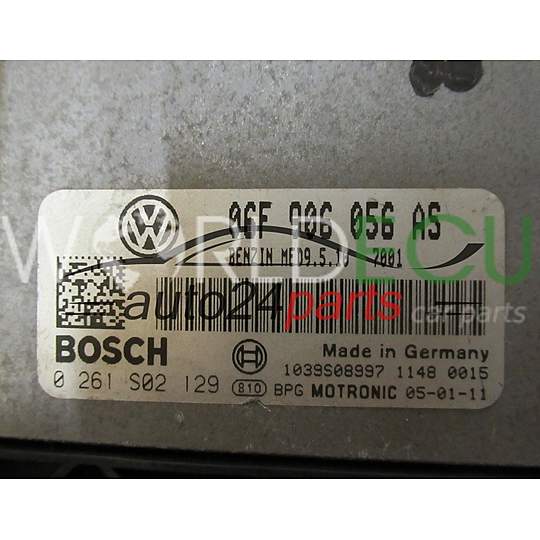 06F 906 056 AS
WORLDECU
BENZIN MED9.5.10 7001
auto24parts
car parts
BOSCH
Made in Germany
1039S08997 1148 0015
0 261 S02 129 810 BPG MOTRONIC 05-01-11